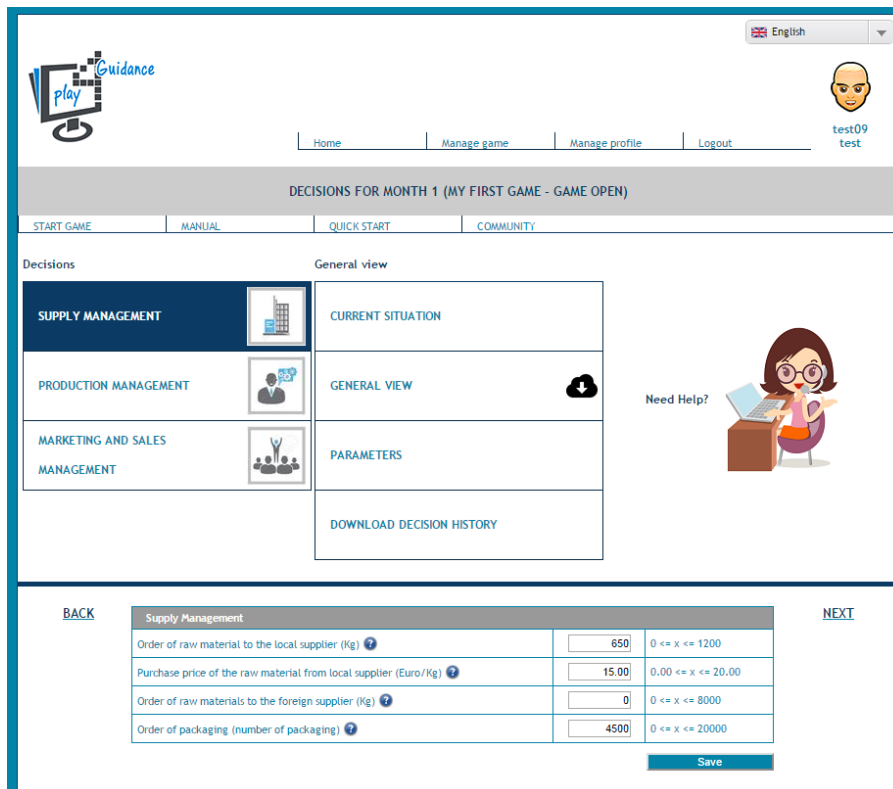 English
play Guidance
test09
test
Home Manage game Manage profile Logout
DECISIONS FOR MONTH 1 (MY FIRST GAME - GAME OPEN)
START GAME MANUAL QUICK START COMMUNITY
Decisions General view
SUPPLY MANAGEMENT
CURRENT SITUATION
PRODUCTION MANAGEMENT
GENERAL VIEW
Need Help?
MARKETING AND SALES
MANAGEMENT
PARAMETERS
DOWNLOAD DECISION HISTORY
BACK
NEXT
Supply Management
Order of raw material to the local supplier (Kg) ? 650 0 <= x <= 1200
Purchase price of the raw material from local supplier (Euro/Kg) ? 15.00 0.00 <= x <= 20.00
Order of raw materials to the foreign supplier (Kg) ? 0 0 <= x <= 8000
Order of packaging (number of packaging) ? 4500 0 <= x <= 20000
Save